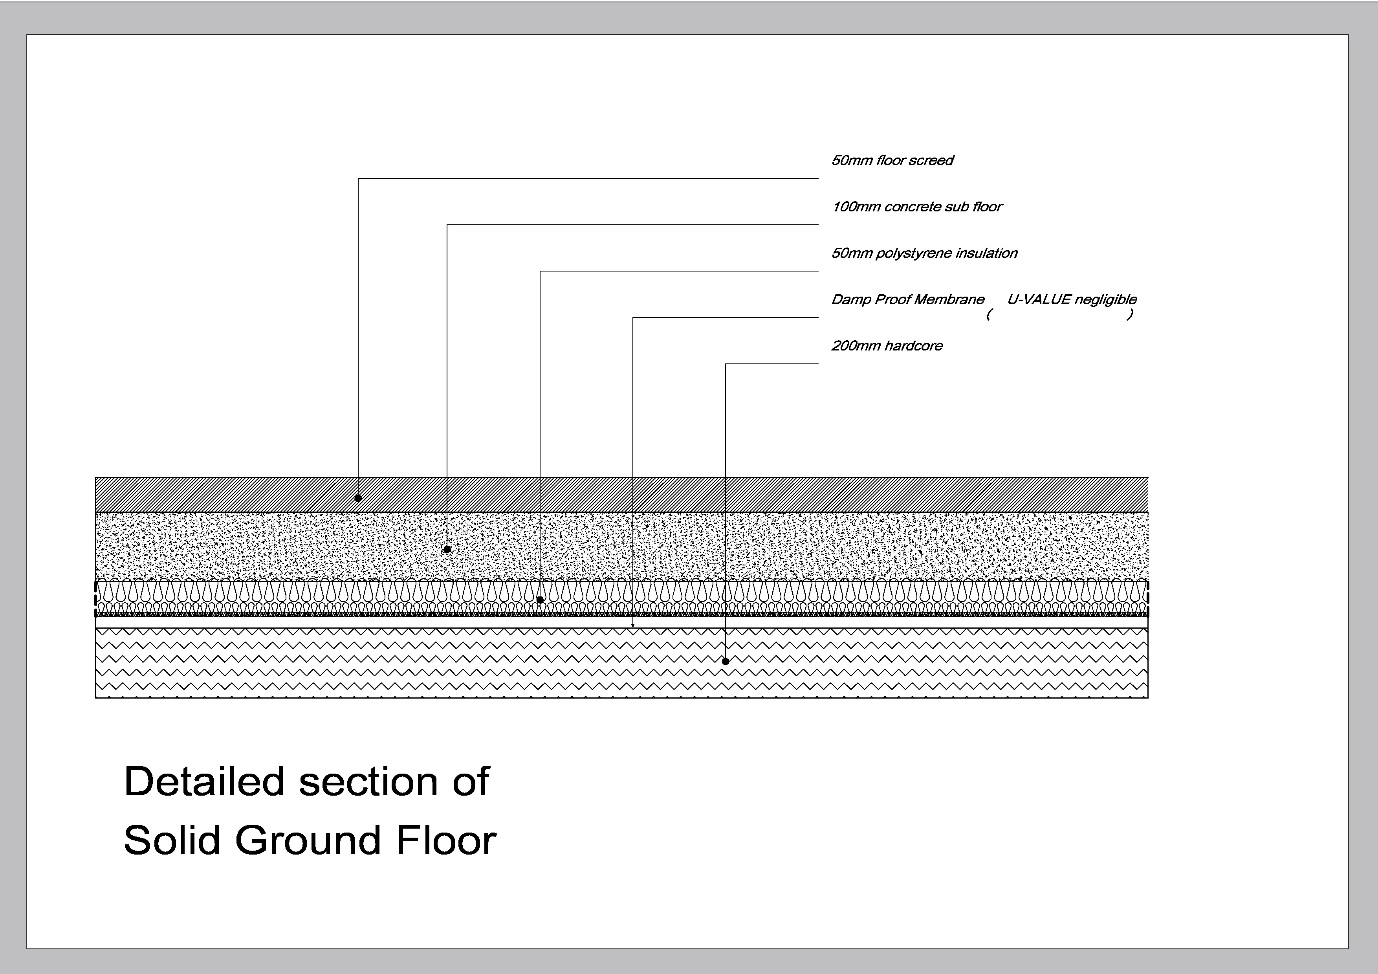 50mm floor screed
100mm concrete sub floor
50mm polystyrene insulation
Damp Proof Membrane ( U-VALUE negligible )
200mm hardcore
Detailed section of
Solid Ground Floor